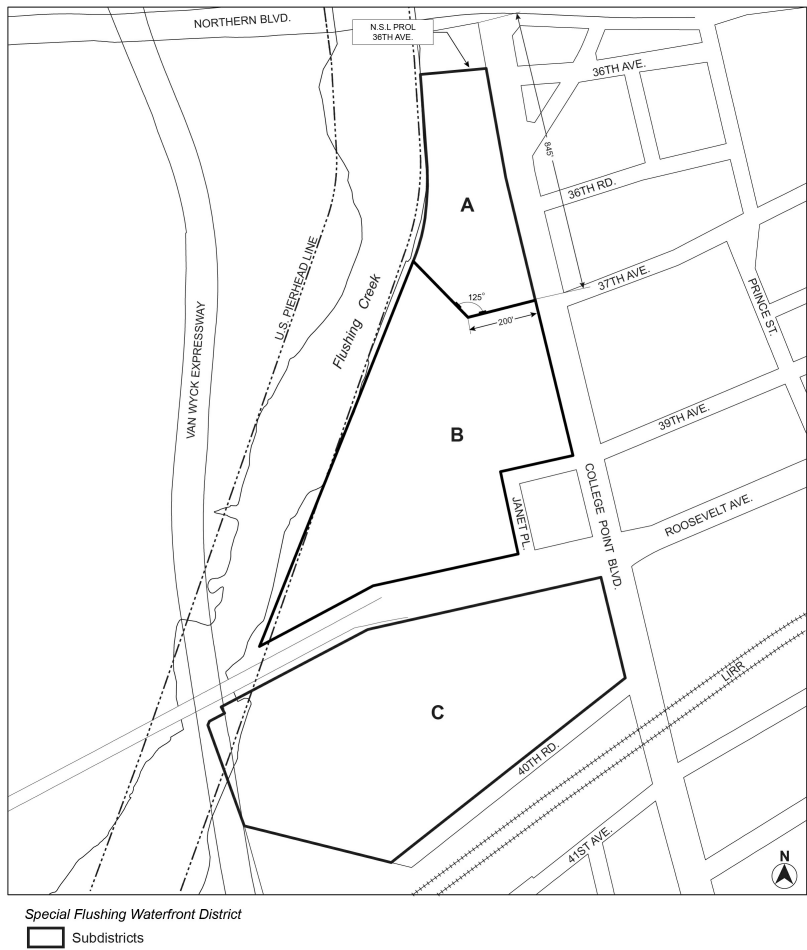 NORTHERN BLVD.
N.S.L PROL
36TH AVE.
36TH AVE.
845'
36TH RD.
A
U.S. PIERHEAD LINE
Flushing Creek
125°
200'
37TH AVE.
PRINCE ST.
VAN WYCK EXPRESSWAY
B
39TH AVE.
JANET PL.
COLLEGE POINT BLVD.
ROOSEVELT AVE.
LIRR
C
40TH RD.
41ST AVE.
N
Special Flushing Waterfront District
Subdistricts